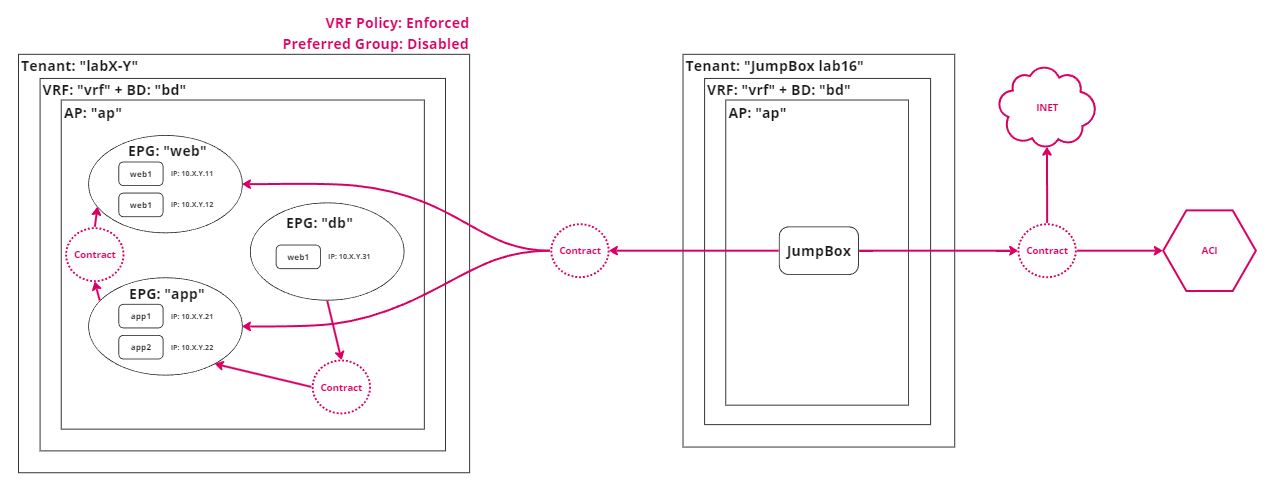 VRF Policy: Enforced
Preferred Group: Disabled
Tenant: "labX-Y"
VRF: "vrf" + BD: "bd"
AP: "ap"
EPG: "web"
web1 IP: 10.X.Y.11
web1 IP: 10.X.Y.12
EPG: "db"
web1 IP: 10.X.Y.31
Contract
EPG: "app"
app1 IP: 10.X.Y.21
app2 IP: 10.X.Y.22
Contract
Contract
Tenant: "JumpBox lab16"
VRF: "vrf" + BD: "bd"
AP: "ap"
JumpBox
INET
Contract
ACI